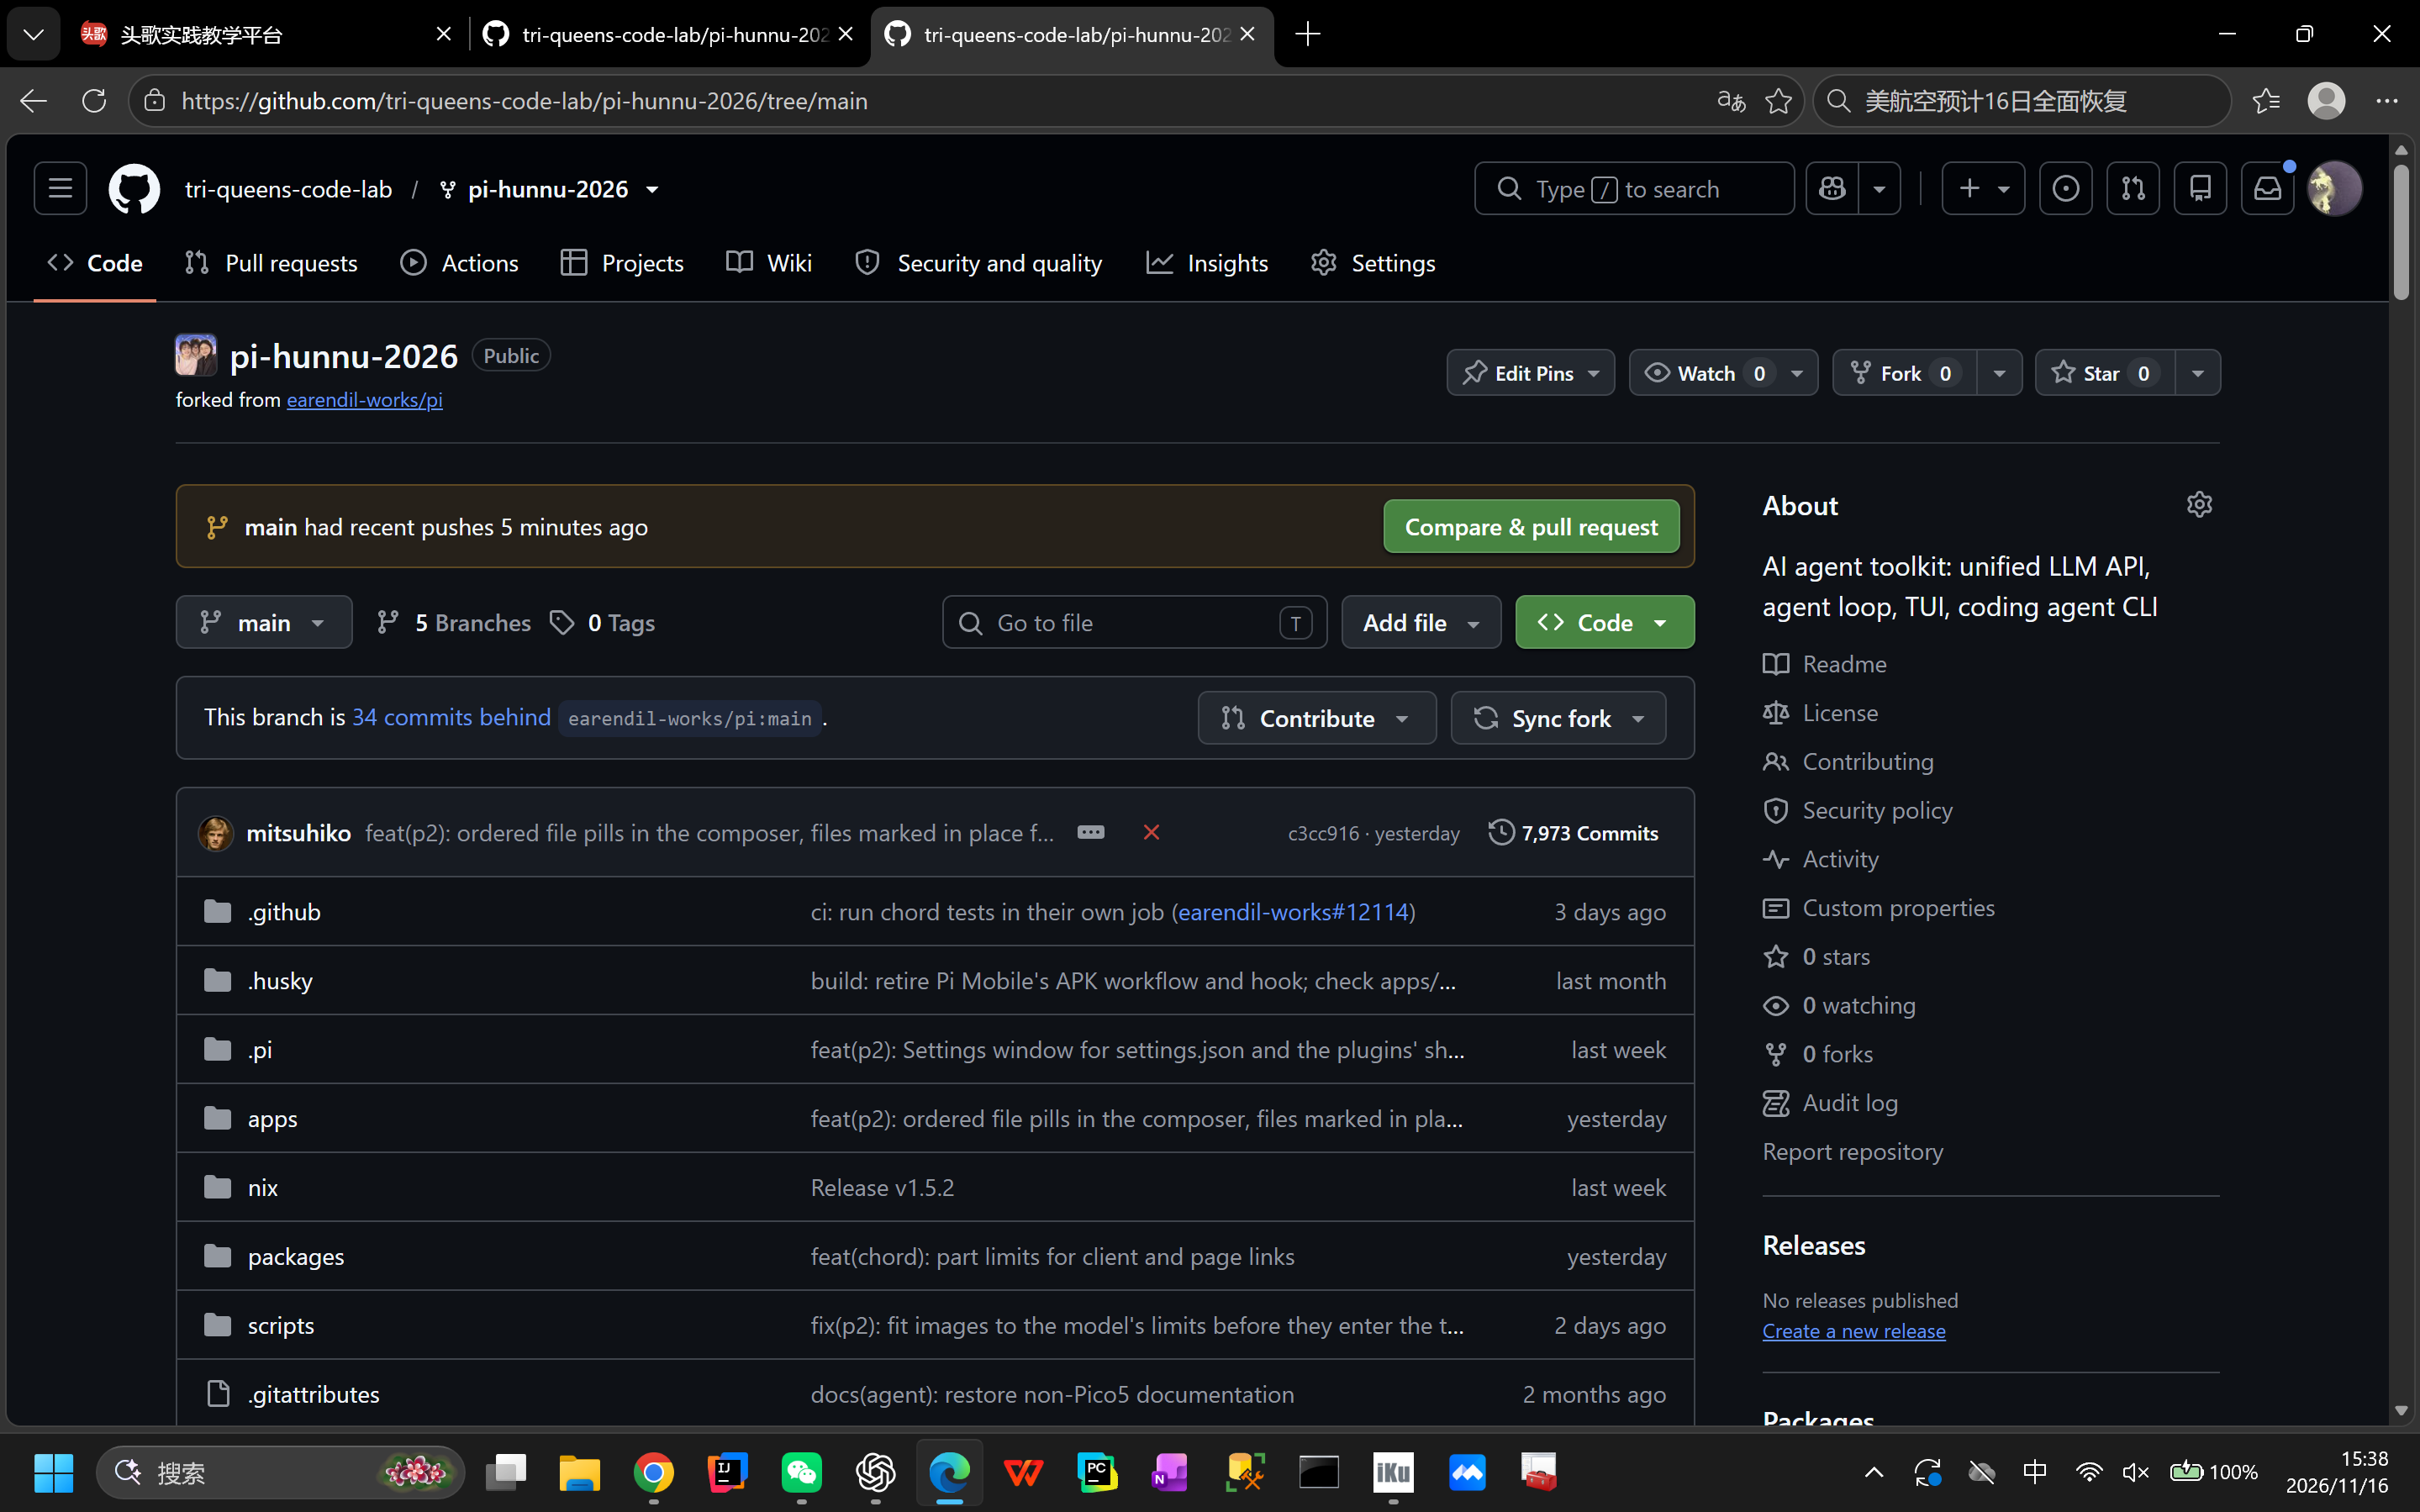 头歌实践教学平台
tri-queens-code-lab/pi-hunnu-202
tri-queens-code-lab/pi-hunnu-202
https://github.com/tri-queens-code-lab/pi-hunnu-2026/tree/main
美航空预计16日全面恢复
tri-queens-code-lab / pi-hunnu-2026
Type / to search
Code
Pull requests
Actions
Projects
Wiki
Security and quality
Insights
Settings
pi-hunnu-2026 Public
forked from earendil-works/pi
Edit Pins
Watch 0
Fork 0
Star 0
main had recent pushes 5 minutes ago
Compare & pull request
main
5 Branches
0 Tags
Go to file T
Add file
Code
This branch is 34 commits behind earendil-works/pi:main .
Contribute
Sync fork
mitsuhiko feat(p2): ordered file pills in the composer, files marked in place f... c3cc916 · yesterday 7,973 Commits
.github ci: run chord tests in their own job (earendil-works#12114) 3 days ago
.husky build: retire Pi Mobile's APK workflow and hook; check apps/... last month
.pi feat(p2): Settings window for settings.json and the plugins' sh... last week
apps feat(p2): ordered file pills in the composer, files marked in pla... yesterday
nix Release v1.5.2 last week
packages feat(chord): part limits for client and page links yesterday
scripts fix(p2): fit images to the model's limits before they enter the t... 2 days ago
.gitattributes docs(agent): restore non-Pico5 documentation 2 months ago
About
AI agent toolkit: unified LLM API,
agent loop, TUI, coding agent CLI
Readme
License
Contributing
Security policy
Activity
Custom properties
0 stars
0 watching
0 forks
Audit log
Report repository
Releases
No releases published
Create a new release
Packages
搜索
中
100%
15:38
2026/11/16